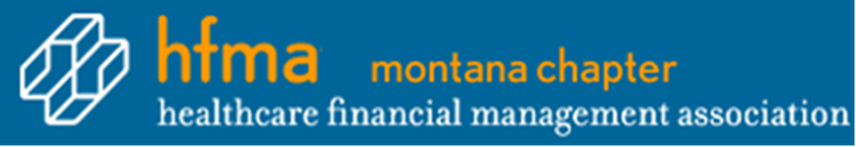 hfma montana chapter
healthcare financial management association